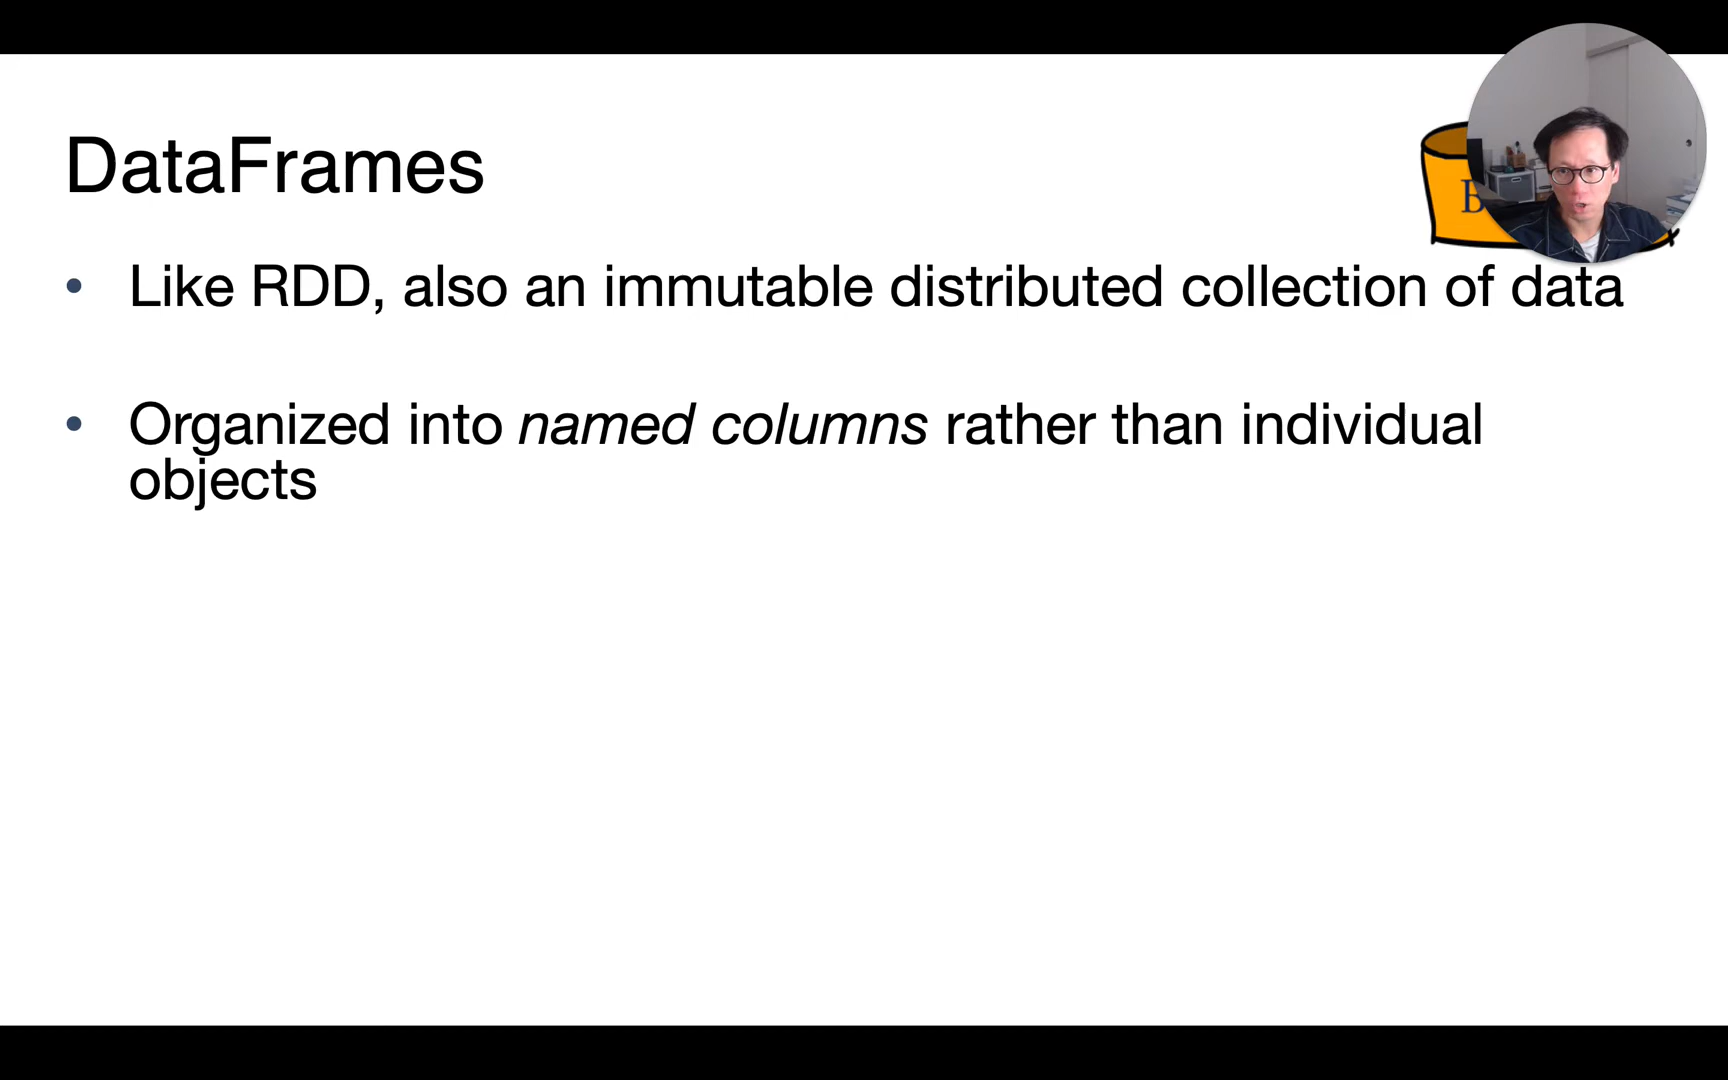 DataFrames
• Like RDD, also an immutable distributed collection of data
• Organized into named columns rather than individual
objects